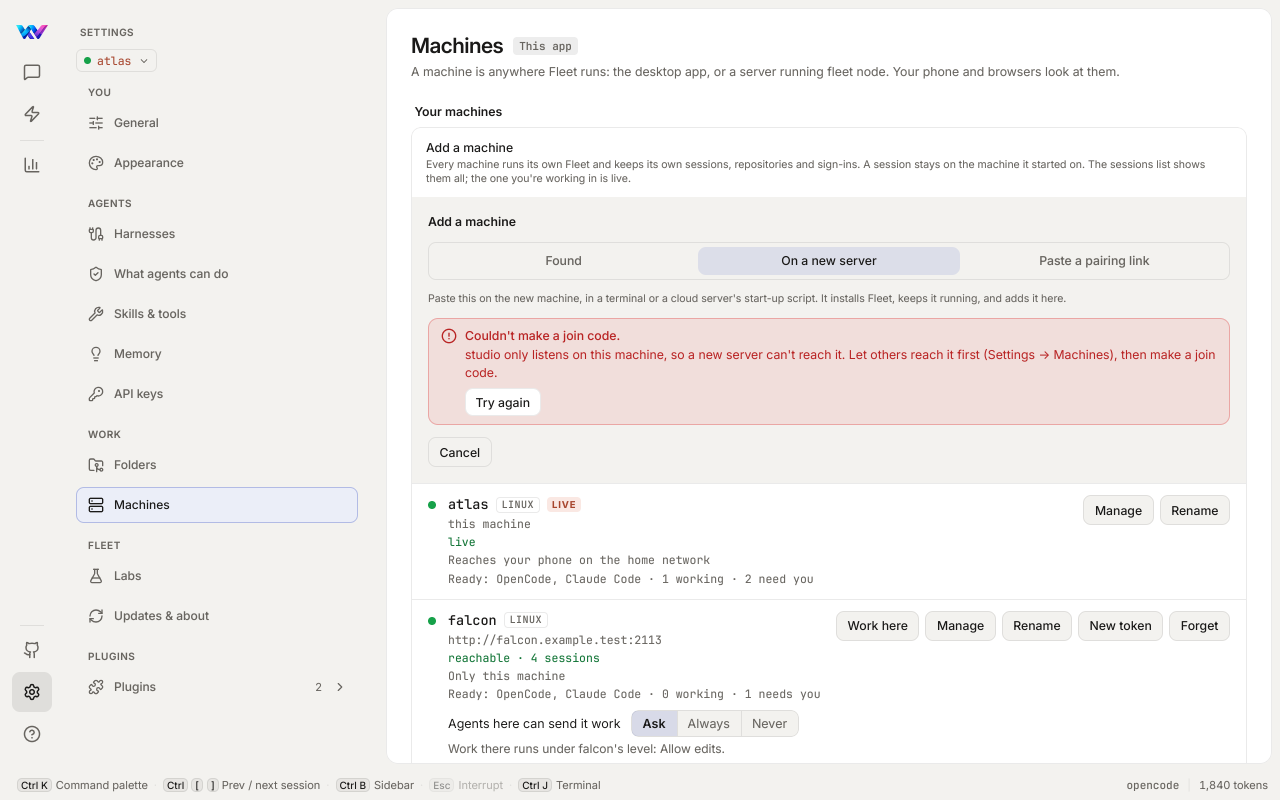 SETTINGS
atlas
YOU
General
Appearance
AGENTS
Harnesses
What agents can do
Skills & tools
Memory
API keys
WORK
Folders
Machines
FLEET
Labs
Updates & about
PLUGINS
Plugins 2
Machines This app
A machine is anywhere Fleet runs: the desktop app, or a server running fleet node. Your phone and browsers look at them.
Your machines
Add a machine
Every machine runs its own Fleet and keeps its own sessions, repositories and sign-ins. A session stays on the machine it started on. The sessions list shows
them all; the one you're working in is live.
Add a machine
Found On a new server Paste a pairing link
Paste this on the new machine, in a terminal or a cloud server's start-up script. It installs Fleet, keeps it running, and adds it here.
Couldn't make a join code.
studio only listens on this machine, so a new server can't reach it. Let others reach it first (Settings → Machines), then make a join
code.
Try again
Cancel
atlas LINUX LIVE Manage Rename
this machine
live
Reaches your phone on the home network
Ready: OpenCode, Claude Code · 1 working · 2 need you
falcon LINUX Work here Manage Rename New token Forget
http://falcon.example.test:2113
reachable · 4 sessions
Only this machine
Ready: OpenCode, Claude Code · 0 working · 1 needs you
Agents here can send it work Ask Always Never
Work there runs under falcon's level: Allow edits.
Ctrl K Command palette · Ctrl [ ] Prev / next session · Ctrl B Sidebar · Esc Interrupt · Ctrl J Terminal opencode 1,840 tokens